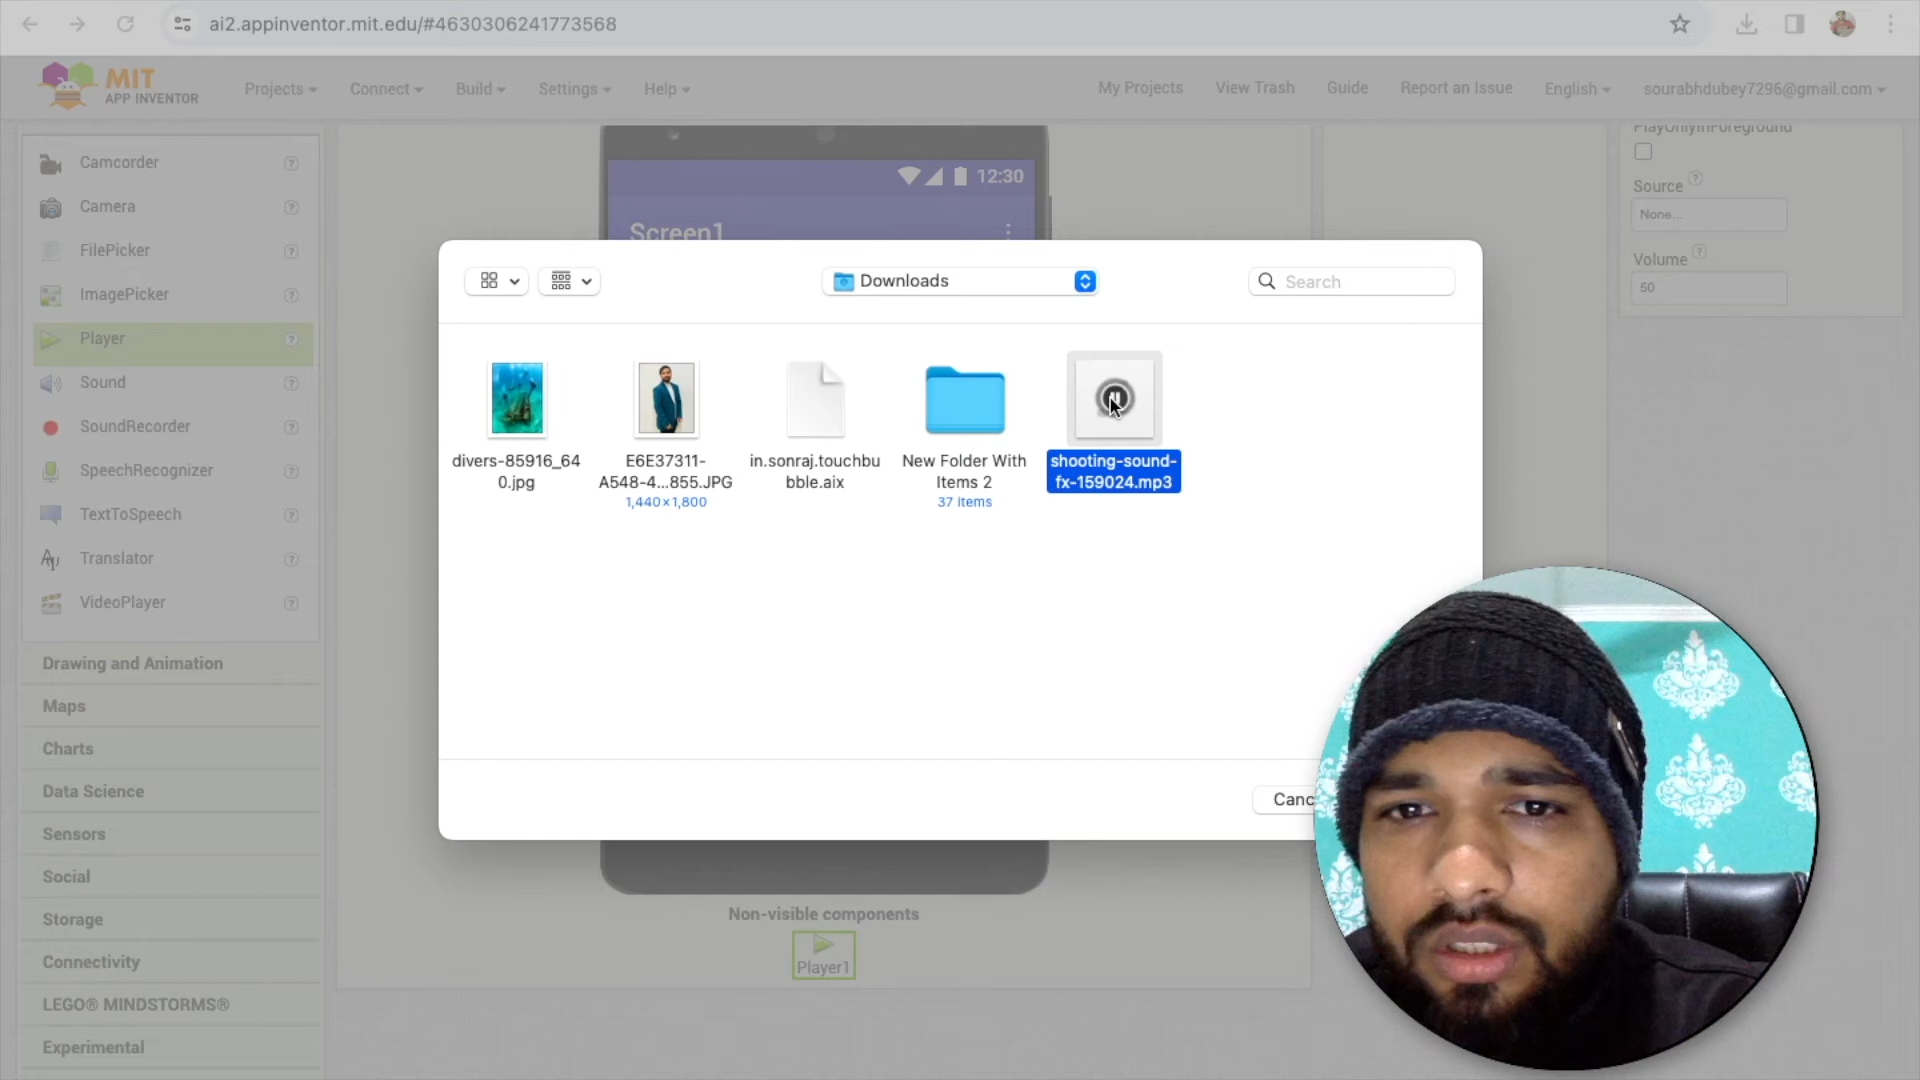 ai2.appinventor.mit.edu/#4630306241773568
MIT
APP INVENTOR
Projects
Connect
Build
Settings
Help
My Projects
View Trash
Guide
Report an Issue
English
sourabhdubey7296@gmail.com
Camcorder
Camera
FilePicker
ImagePicker
Player
Sound
SoundRecorder
SpeechRecognizer
TextToSpeech
Translator
VideoPlayer
Drawing and Animation
Maps
Charts
Data Science
Sensors
Social
Storage
Connectivity
LEGO® MINDSTORMS®
Experimental
12:30
Screen1
Downloads
Search
divers-85916_64
0.jpg
E6E37311-
A548-4...855.JPG
1,440×1,800
in.sonraj.touchbu
bble.aix
New Folder With
Items 2
37 items
shooting-sound-
fx-159024.mp3
Canc
Non-visible components
Player1
PlayOnlyInForeground
Source
None...
Volume
50